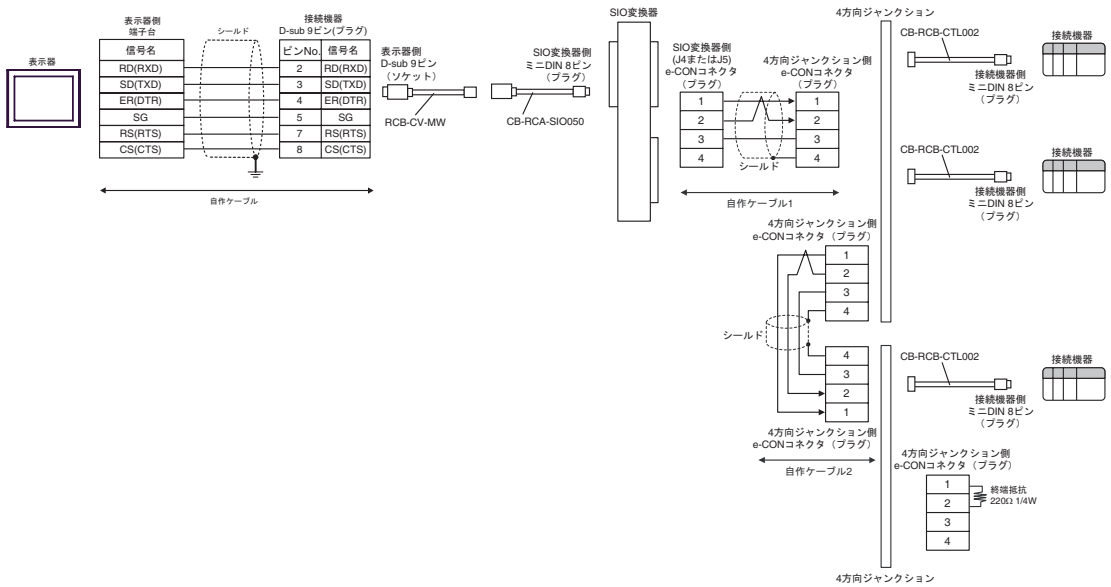 表示器
表示器側
端子台
シールド
接続機器
D-sub 9ピン(プラグ)
信号名
ピンNo.
信号名
RD(RXD)
2
RD(RXD)
SD(TXD)
3
SD(TXD)
ER(DTR)
4
ER(DTR)
SG
5
SG
RS(RTS)
7
RS(RTS)
CS(CTS)
8
CS(CTS)
自作ケーブル
表示器側
D-sub 9ピン
(ソケット)
RCB-CV-MW
SIO変換器側
ミニDIN 8ピン
(プラグ)
CB-RCA-SIO050
SIO変換器
SIO変換器側
(J4またはJ5)
e-CONコネクタ
(プラグ)
4方向ジャンクション側
e-CONコネクタ
(プラグ)
1
1
2
2
3
3
4
4
シールド
自作ケーブル1
4方向ジャンクション
CB-RCB-CTL002
接続機器側
ミニDIN 8ピン
(プラグ)
接続機器
CB-RCB-CTL002
接続機器側
ミニDIN 8ピン
(プラグ)
接続機器
4方向ジャンクション側
e-CONコネクタ(プラグ)
1
2
3
4
シールド
4
3
2
1
4方向ジャンクション側
e-CONコネクタ(プラグ)
自作ケーブル2
CB-RCB-CTL002
接続機器側
ミニDIN 8ピン
(プラグ)
接続機器
4方向ジャンクション側
e-CONコネクタ(プラグ)
1
2
3
4
終端抵抗
220Ω 1/4W
4方向ジャンクション